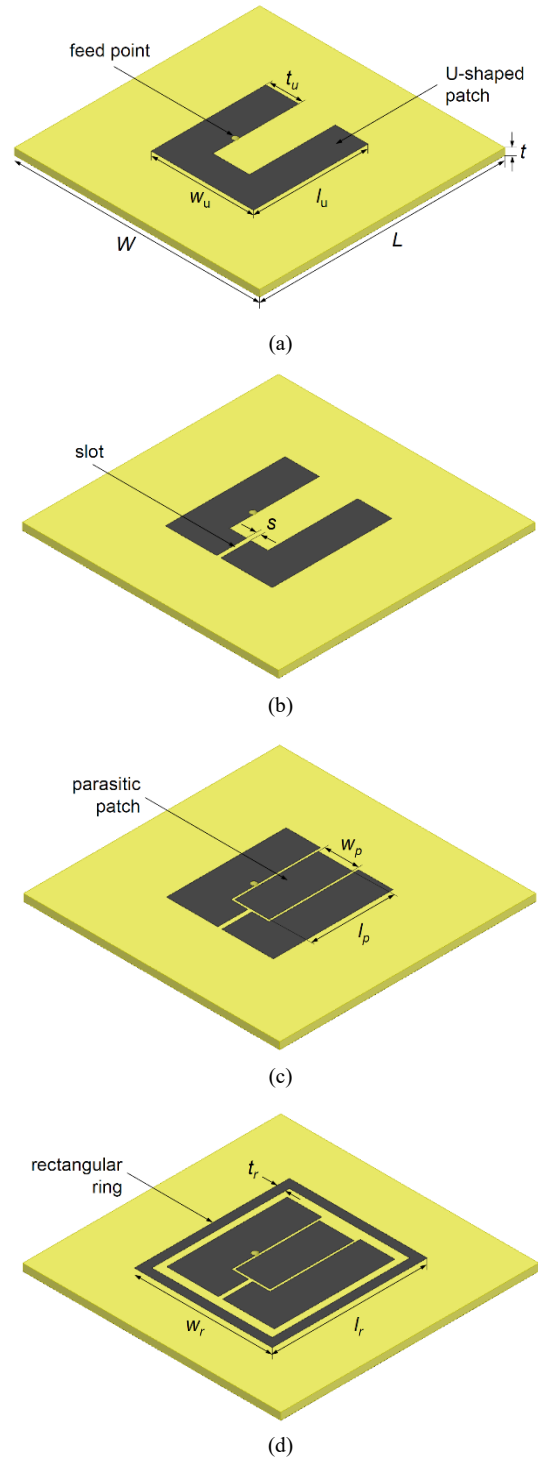 feed point
t_u
U-shaped
patch
t
w_u
l_u
W
L
(a)
slot
s
(b)
parasitic
patch
w_p
l_p
(c)
rectangular
ring
t_r
w_r
l_r
(d)